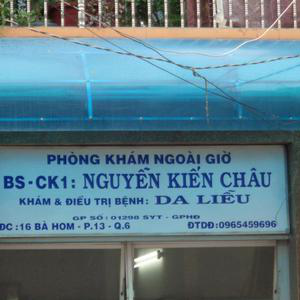 PHÒNG KHÁM NGOÀI GIỜ
BS-CK1: NGUYỄN KIẾN CHÂU
KHÁM & ĐIỀU TRỊ BỆNH: DA LIỄU
GP SỐ: 01298 SYT - GPHĐ
ĐC:16 BÀ HOM - P.13 - Q.6 ĐTDĐ:0965459696